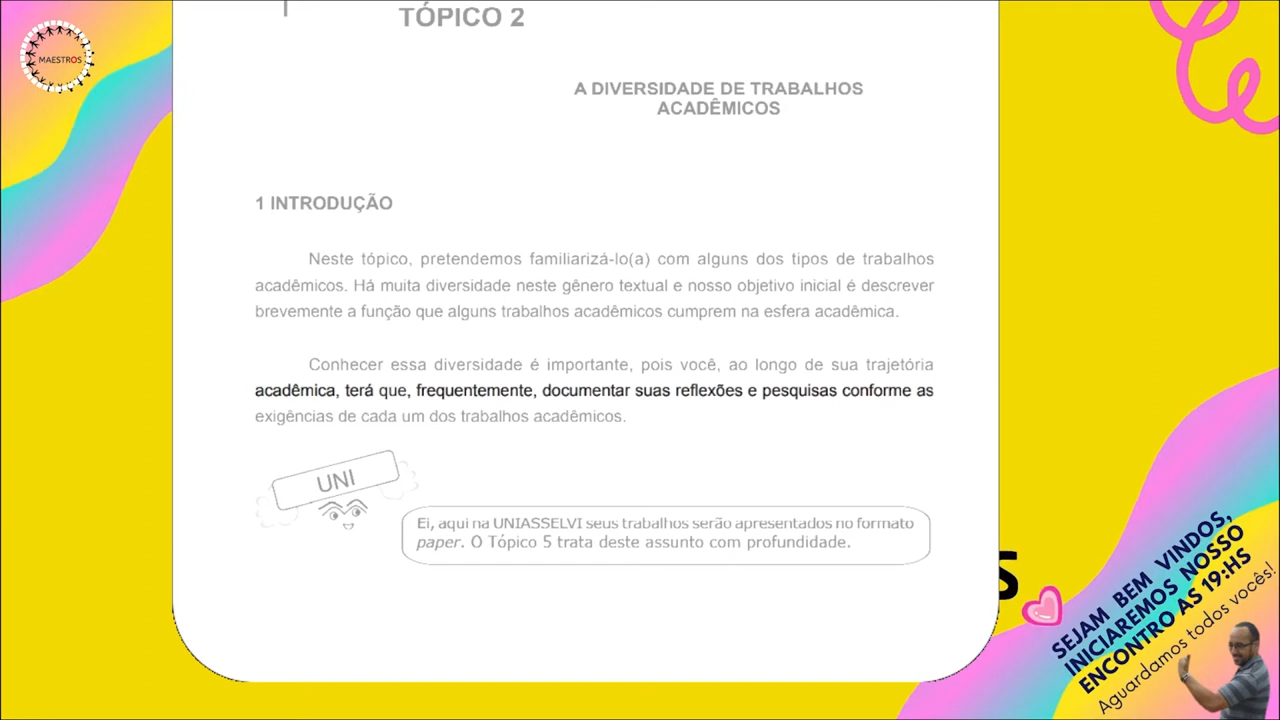 MAESTROS
TÓPICO 2
A DIVERSIDADE DE TRABALHOS
ACADÊMICOS
1 INTRODUÇÃO
Neste tópico, pretendemos familiarizá-lo(a) com alguns dos tipos de trabalhos
acadêmicos. Há muita diversidade neste gênero textual e nosso objetivo inicial é descrever
brevemente a função que alguns trabalhos acadêmicos cumprem na esfera acadêmica.
Conhecer essa diversidade é importante, pois você, ao longo de sua trajetória
acadêmica, terá que, frequentemente, documentar suas reflexões e pesquisas conforme as
exigências de cada um dos trabalhos acadêmicos.
UNI
Ei, aqui na UNIASSELVI seus trabalhos serão apresentados no formato
paper. O Tópico 5 trata deste assunto com profundidade.
S
SEJAM BEM VINDOS,
INICIAREMOS NOSSO
ENCONTRO AS 19:HS
Aguardamos todos vocês!